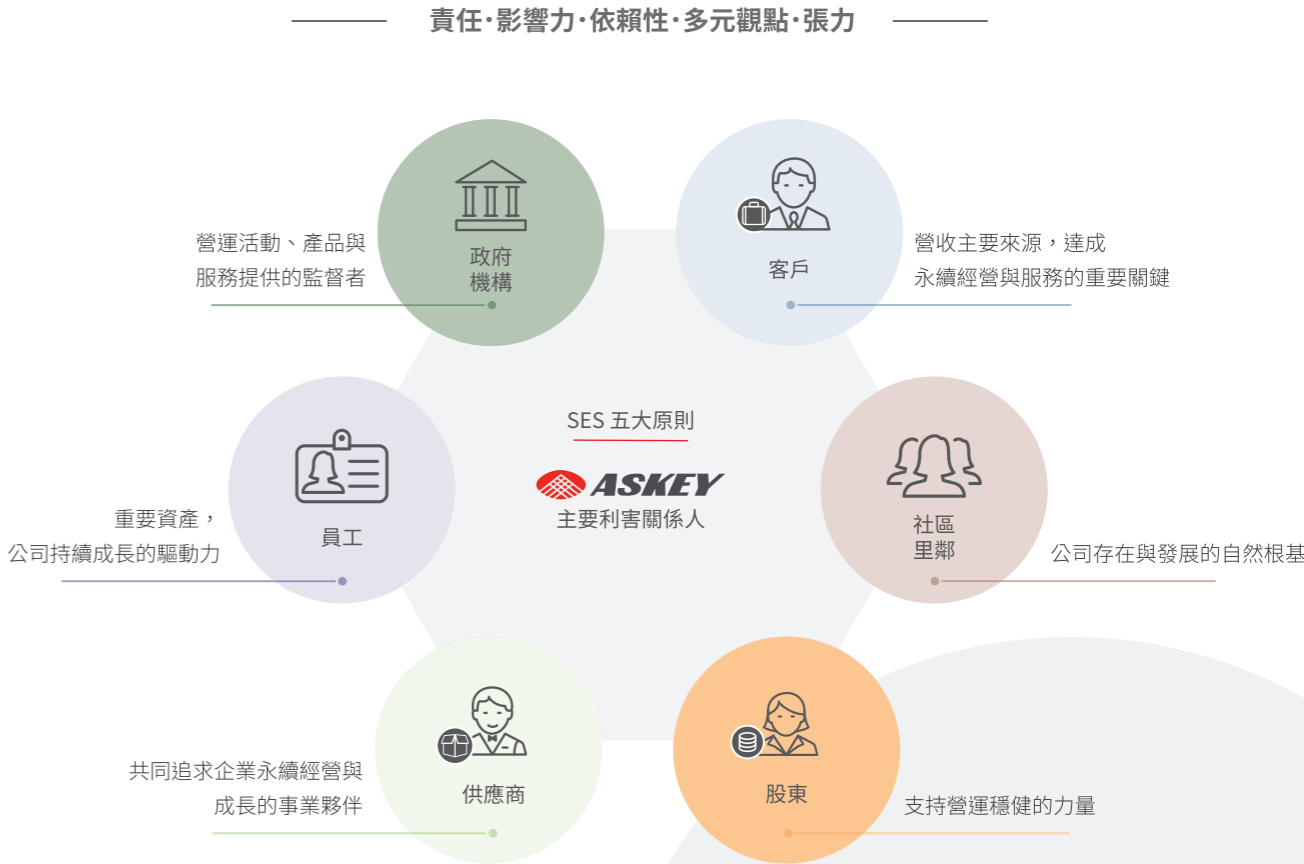 責任·影響力·依賴性·多元觀點·張力
政府
機構
營運活動、產品與
服務提供的監督者
客戶
營收主要來源，達成
永續經營與服務的重要關鍵
SES 五大原則
ASKEY
主要利害關係人
員工
重要資產，
公司持續成長的驅動力
社區
里鄰
公司存在與發展的自然根基
供應商
共同追求企業永續經營與
成長的事業夥伴
股東
支持營運穩健的力量